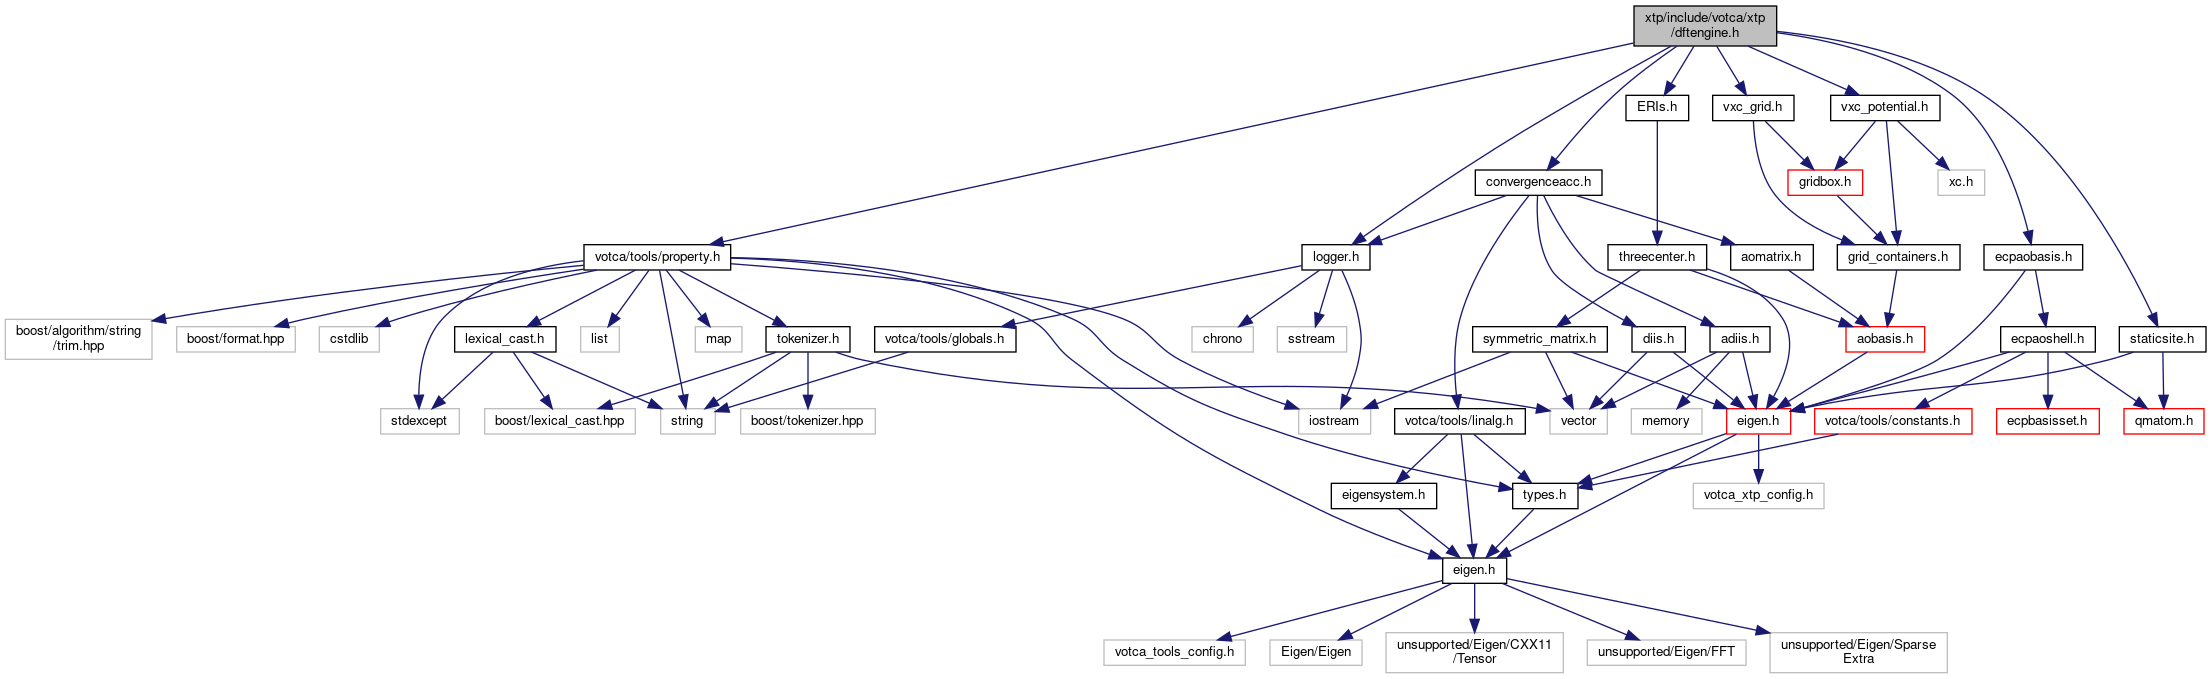 xtp/include/votca/xtp
/dftengine.h
ERIs.h
vxc_grid.h
vxc_potential.h
convergenceacc.h
gridbox.h
xc.h
votca/tools/property.h
logger.h
threecenter.h
aomatrix.h
grid_containers.h
ecpaobasis.h
boost/algorithm/string
/trim.hpp
boost/format.hpp
cstdlib
lexical_cast.h
list
map
tokenizer.h
votca/tools/globals.h
chrono
sstream
symmetric_matrix.h
diis.h
adiis.h
aobasis.h
ecpaoshell.h
staticsite.h
stdexcept
boost/lexical_cast.hpp
string
boost/tokenizer.hpp
iostream
votca/tools/linalg.h
vector
memory
eigen.h
votca/tools/constants.h
ecpbasisset.h
qmatom.h
eigensystem.h
types.h
votca_xtp_config.h
eigen.h
votca_tools_config.h
Eigen/Eigen
unsupported/Eigen/CXX11
/Tensor
unsupported/Eigen/FFT
unsupported/Eigen/Sparse
Extra